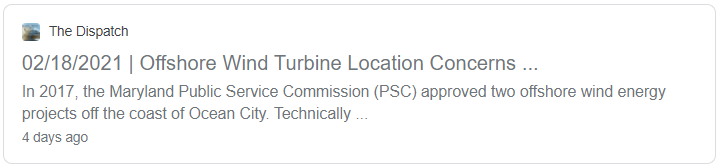 The Dispatch
02/18/2021 | Offshore Wind Turbine Location Concerns ...
In 2017, the Maryland Public Service Commission (PSC) approved two offshore wind energy
projects off the coast of Ocean City. Technically ...
4 days ago